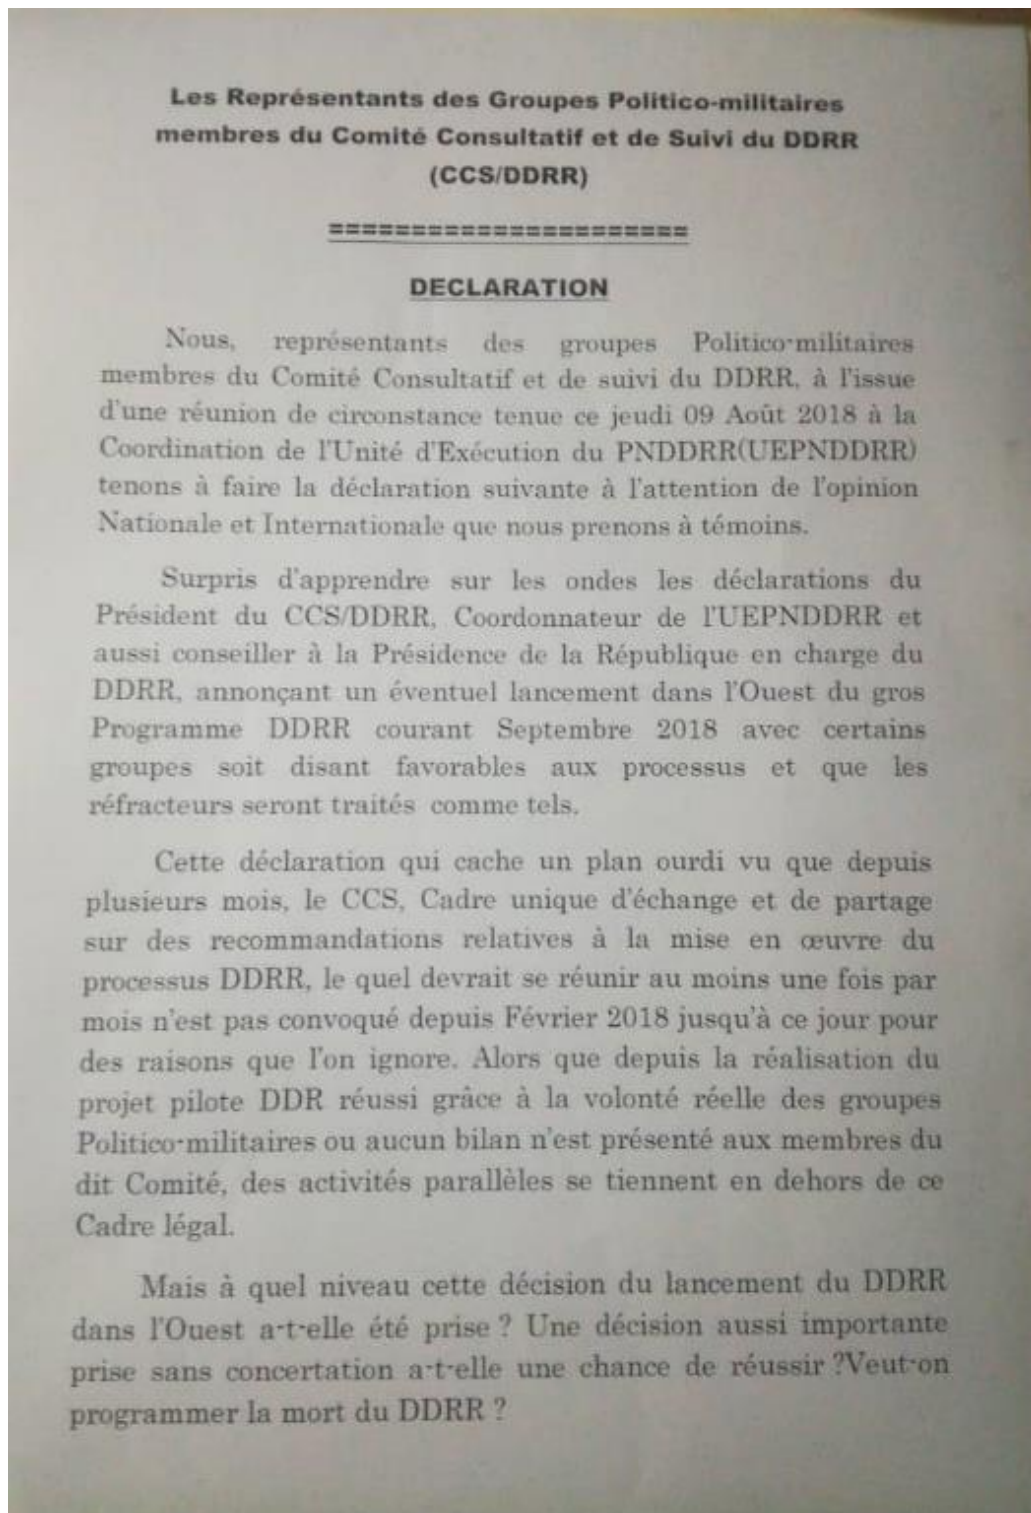 Les Représentants des Groupes Politico-militaires
membres du Comité Consultatif et de Suivi du DDRR
(CCS/DDRR)
======================
DECLARATION
Nous, représentants des groupes Politico-militaires
membres du Comité Consultatif et de suivi du DDRR, à l'issue
d'une réunion de circonstance tenue ce jeudi 09 Août 2018 à la
Coordination de l'Unité d'Exécution du PNDDRR(UEPNDDRR)
tenons à faire la déclaration suivante à l'attention de l'opinion
Nationale et Internationale que nous prenons à témoins.
Surpris d'apprendre sur les ondes les déclarations du
Président du CCS/DDRR, Coordonnateur de l'UEPNDDRR et
aussi conseiller à la Présidence de la République en charge du
DDRR, annonçant un éventuel lancement dans l'Ouest du gros
Programme DDRR courant Septembre 2018 avec certains
groupes soit disant favorables aux processus et que les
réfracteurs seront traités comme tels.
Cette déclaration qui cache un plan ourdi vu que depuis
plusieurs mois, le CCS, Cadre unique d'échange et de partage
sur des recommandations relatives à la mise en œuvre du
processus DDRR, le quel devrait se réunir au moins une fois par
mois n'est pas convoqué depuis Février 2018 jusqu'à ce jour pour
des raisons que l'on ignore. Alors que depuis la réalisation du
projet pilote DDR réussi grâce à la volonté réelle des groupes
Politico-militaires ou aucun bilan n'est présenté aux membres du
dit Comité, des activités parallèles se tiennent en dehors de ce
Cadre légal.
Mais à quel niveau cette décision du lancement du DDRR
dans l'Ouest a-t-elle été prise ? Une décision aussi importante
prise sans concertation a-t-elle une chance de réussir ?Veut-on
programmer la mort du DDRR ?